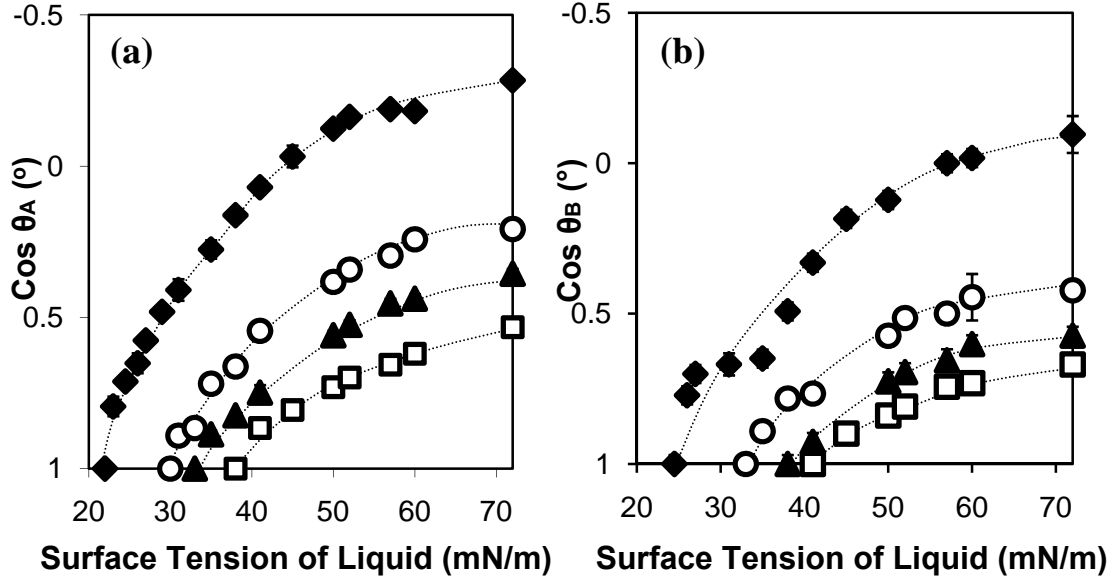 (a)
-0.5
0
0.5
1
Cos θA (º)
20 30 40 50 60 70
Surface Tension of Liquid (mN/m)
(b)
-0.5
0
0.5
1
Cos θB (°)
20 30 40 50 60 70
Surface Tension of Liquid (mN/m)